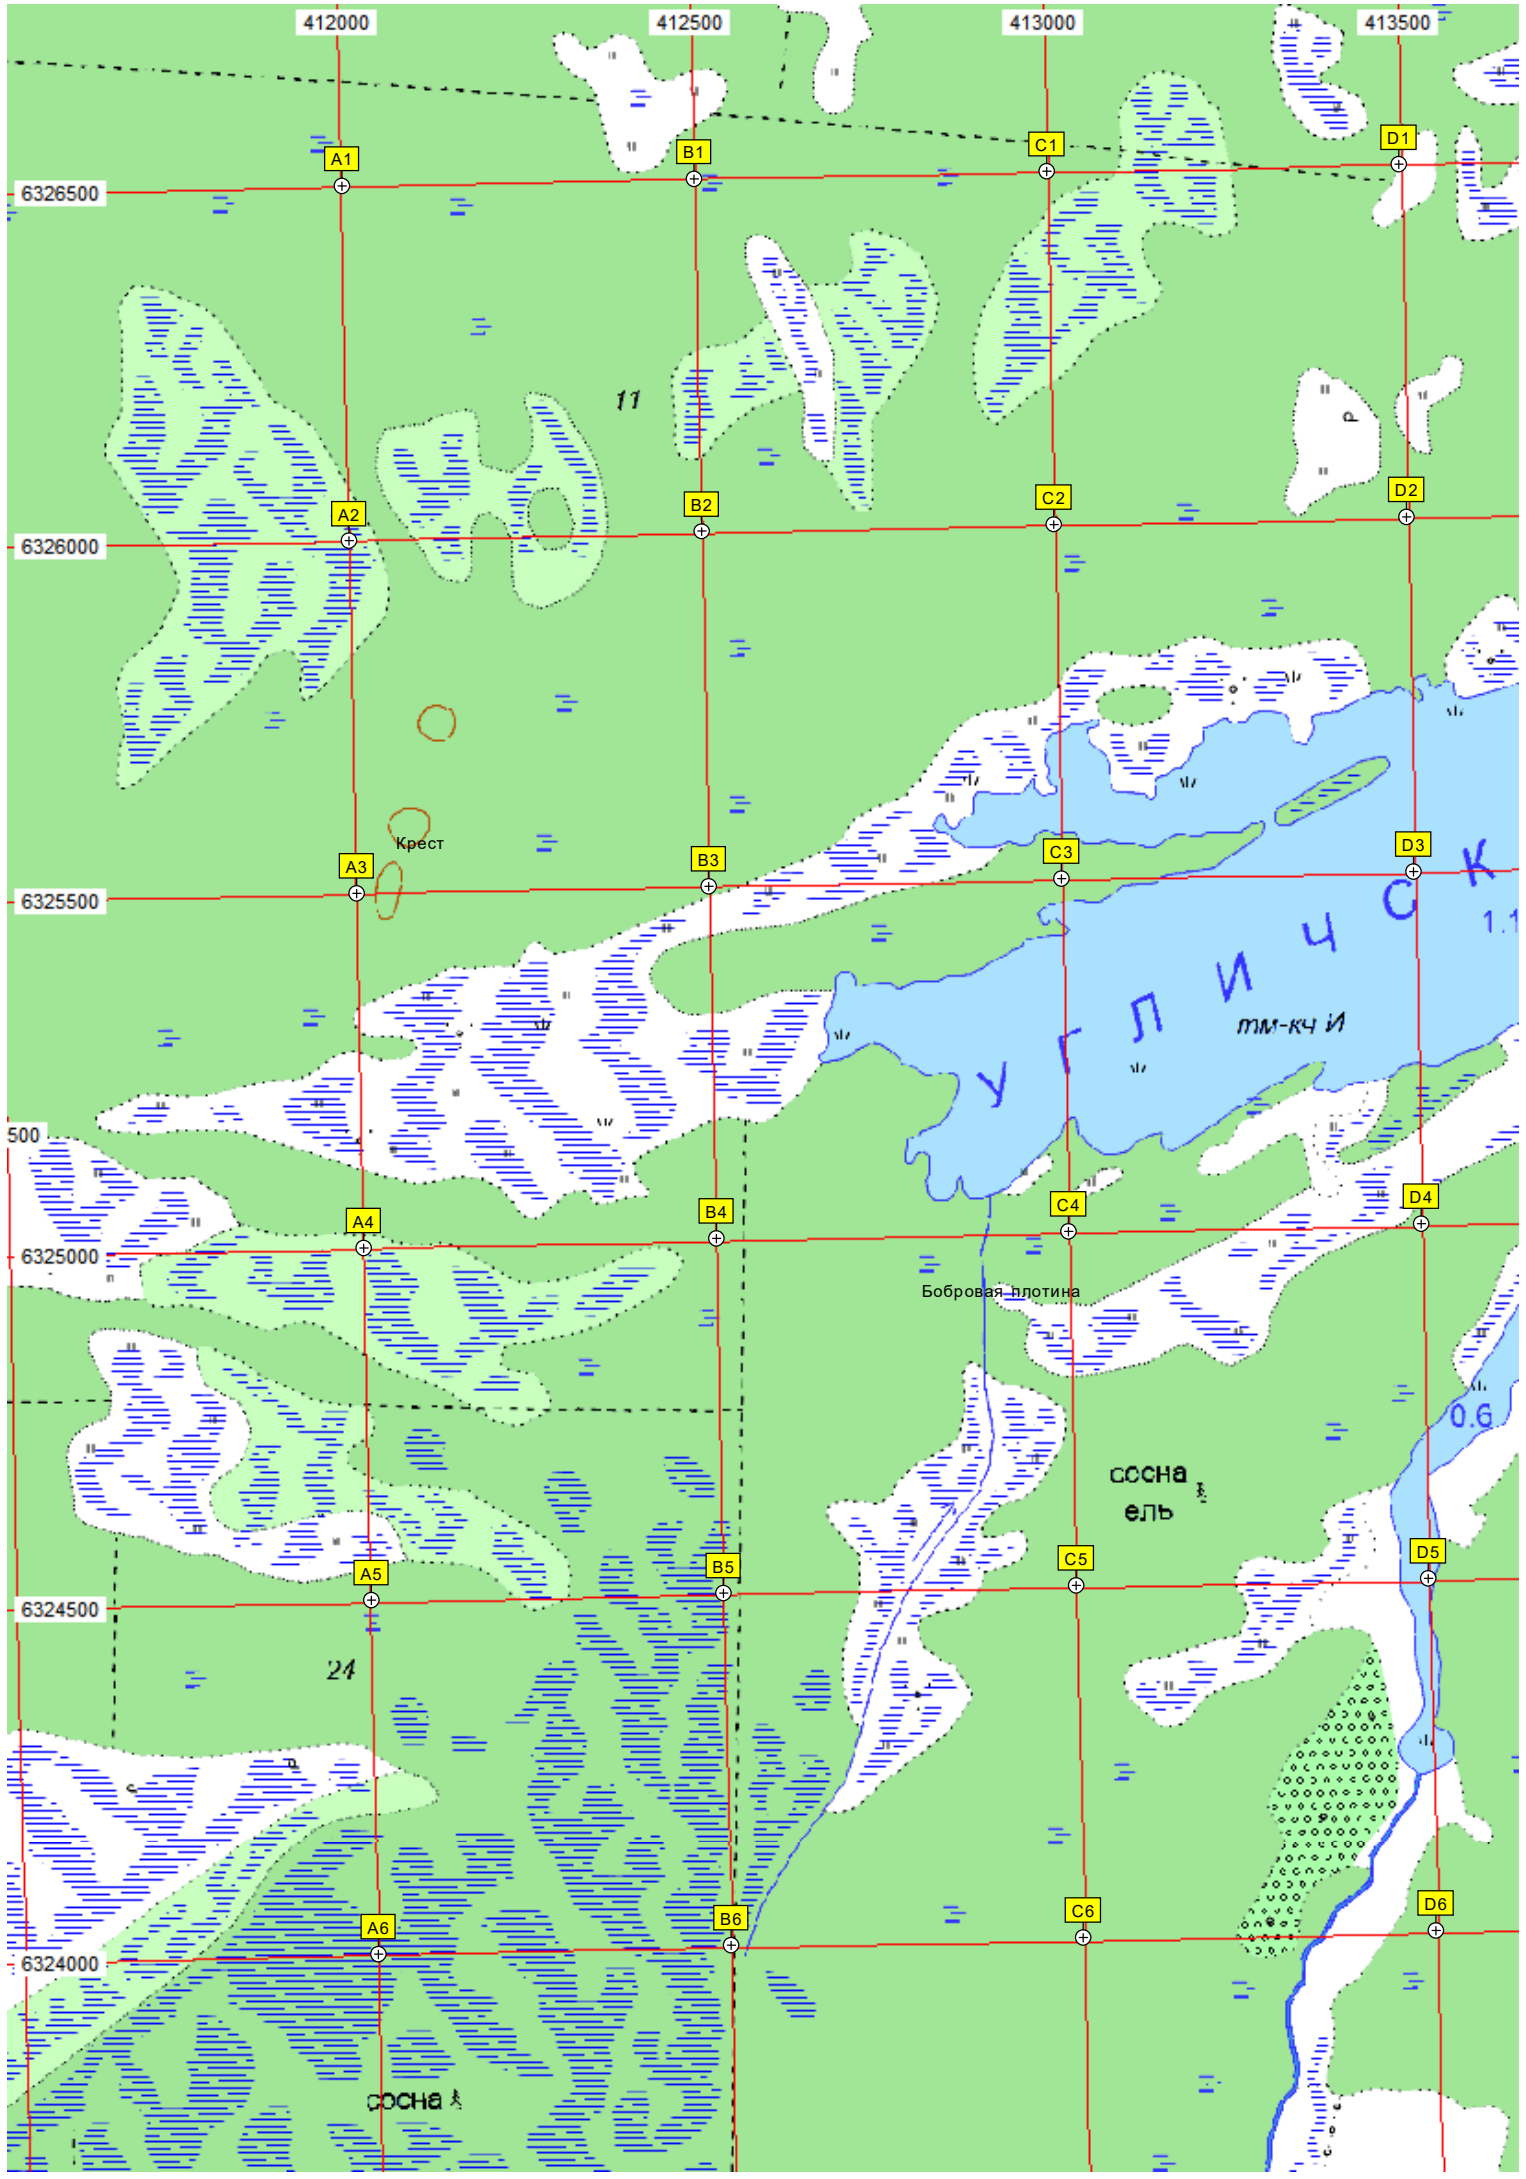 412000 412500 413000 413500
A1 B1 C1 D1
6326500
11
A2 B2 C2 D2
6326000
Крест
A3 B3 C3 D3
6325500
УГЛИЧСК
1.1
тм-кч И
500
A4 B4 C4 D4
6325000
Бобровая плотина
0.6
сосна
ель
A5 B5 C5 D5
6324500
24
A6 B6 C6 D6
6324000
сосна